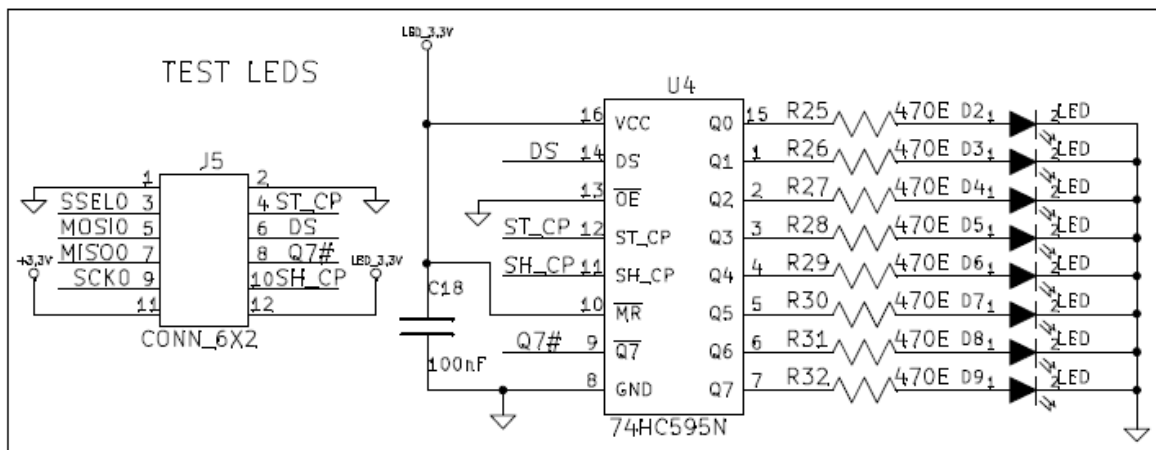 LED_3,3V
TEST LEDS
J5
1 2
SSEL0 3 4 ST_CP
MOSI0 5 6 DS
MISO0 7 8 Q7#
+3,3V LED_3,3V
SCK0 9 10 SH_CP
11 12
CONN_6X2
C18
100nF
U4
16 VCC Q0 15 R25 470E D2 1 2 LED
DS 14 DS Q1 1 R26 470E D3 1 2 LED
13 OE Q2 2 R27 470E D4 1 2 LED
ST_CP 12 ST_CP Q3 3 R28 470E D5 1 2 LED
SH_CP 11 SH_CP Q4 4 R29 470E D6 1 2 LED
10 MR Q5 5 R30 470E D7 1 2 LED
Q7# 9 Q7 Q6 6 R31 470E D8 1 2 LED
8 GND Q7 7 R32 470E D9 1 2 LED
74HC595N